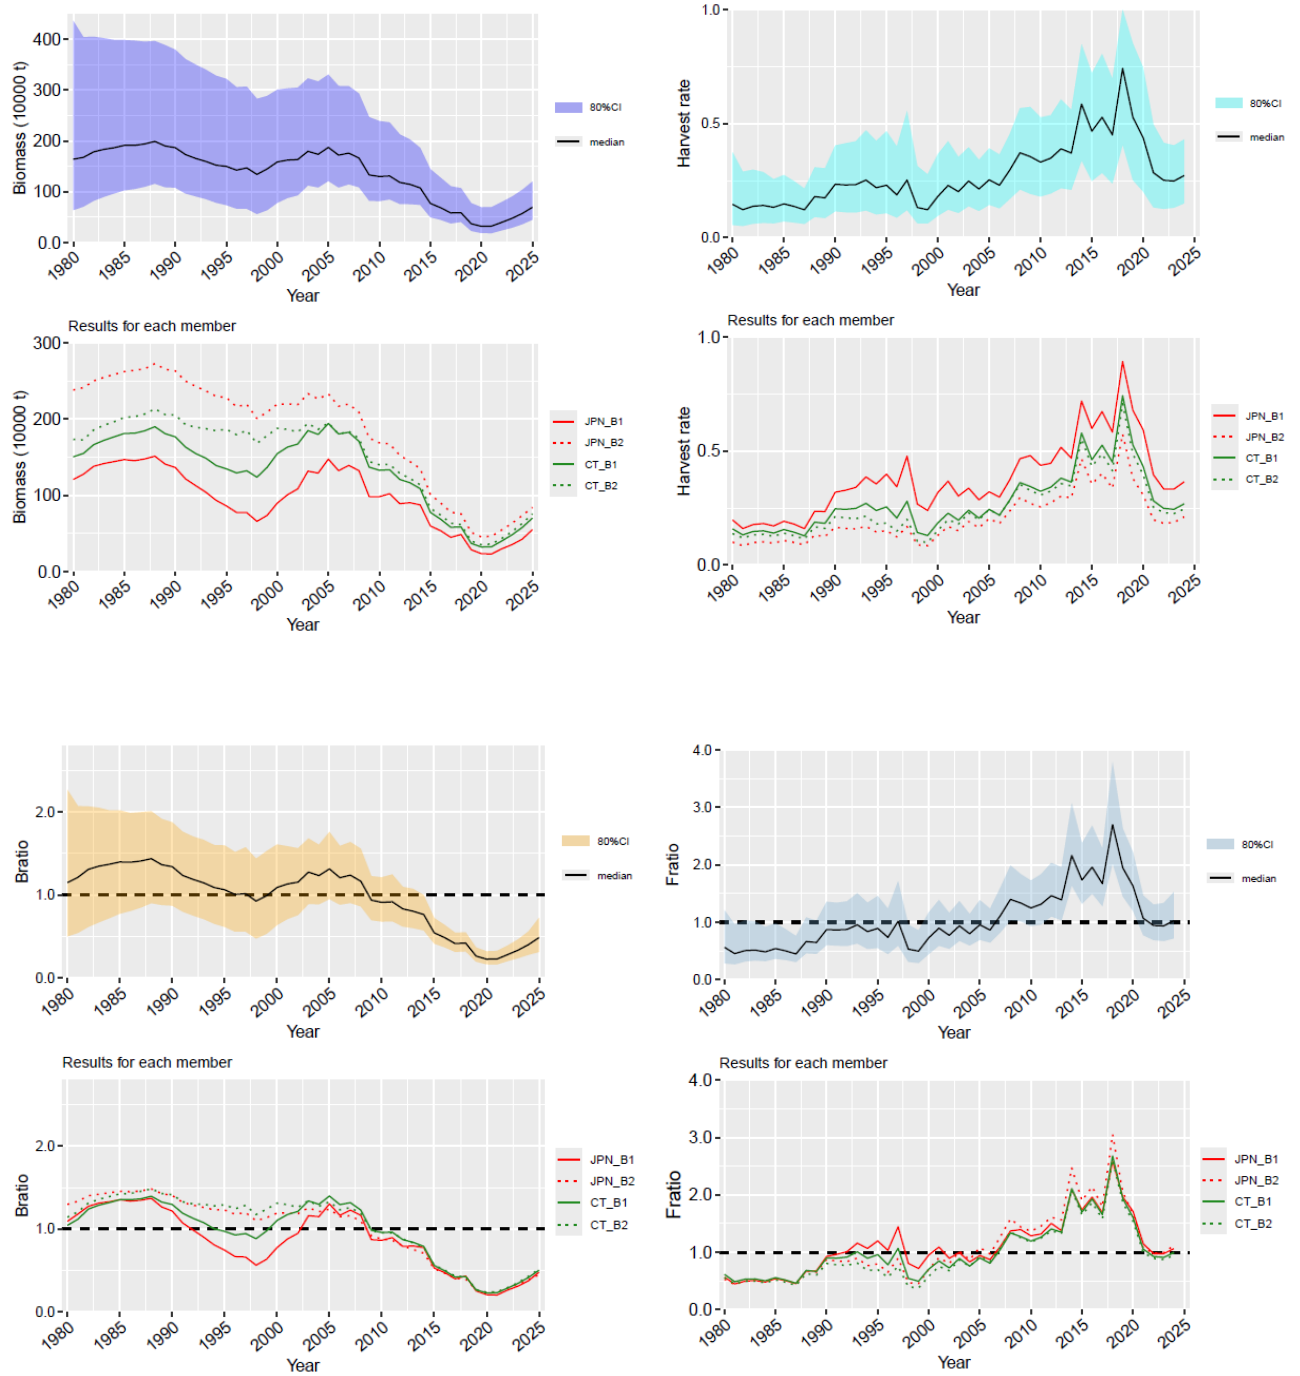 400
300
200
100
0.0
Biomass (10000 t)
1980
1985
1990
1995
2000
2005
2010
2015
2020
2025
Year
80%CI
median
1.0
0.5
0.0
Harvest rate
1980
1985
1990
1995
2000
2005
2010
2015
2020
2025
Year
80%CI
median
Results for each member
300
200
100
0.0
Biomass (10000 t)
1980
1985
1990
1995
2000
2005
2010
2015
2020
2025
Year
JPN_B1
JPN_B2
CT_B1
CT_B2
Results for each member
1.0
0.5
0.0
Harvest rate
1980
1985
1990
1995
2000
2005
2010
2015
2020
2025
Year
JPN_B1
JPN_B2
CT_B1
CT_B2
2.0
1.0
0.0
Bratio
1980
1985
1990
1995
2000
2005
2010
2015
2020
2025
Year
80%CI
median
4.0
3.0
2.0
1.0
0.0
Fratio
1980
1985
1990
1995
2000
2005
2010
2015
2020
2025
Year
80%CI
median
Results for each member
2.0
1.0
0.0
Bratio
1980
1985
1990
1995
2000
2005
2010
2015
2020
2025
Year
JPN_B1
JPN_B2
CT_B1
CT_B2
Results for each member
4.0
3.0
2.0
1.0
0.0
Fratio
1980
1985
1990
1995
2000
2005
2010
2015
2020
2025
Year
JPN_B1
JPN_B2
CT_B1
CT_B2